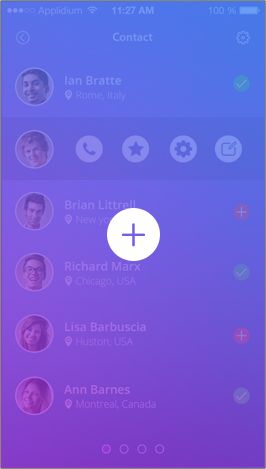 Applidium 11:27 AM 100 %
Contact
Ian Bratte
Rome, Italy
Brian Littrell
New yo
Richard Marx
Chicago, USA
Lisa Barbuscia
Huston, USA
Ann Barnes
Montreal, Canada